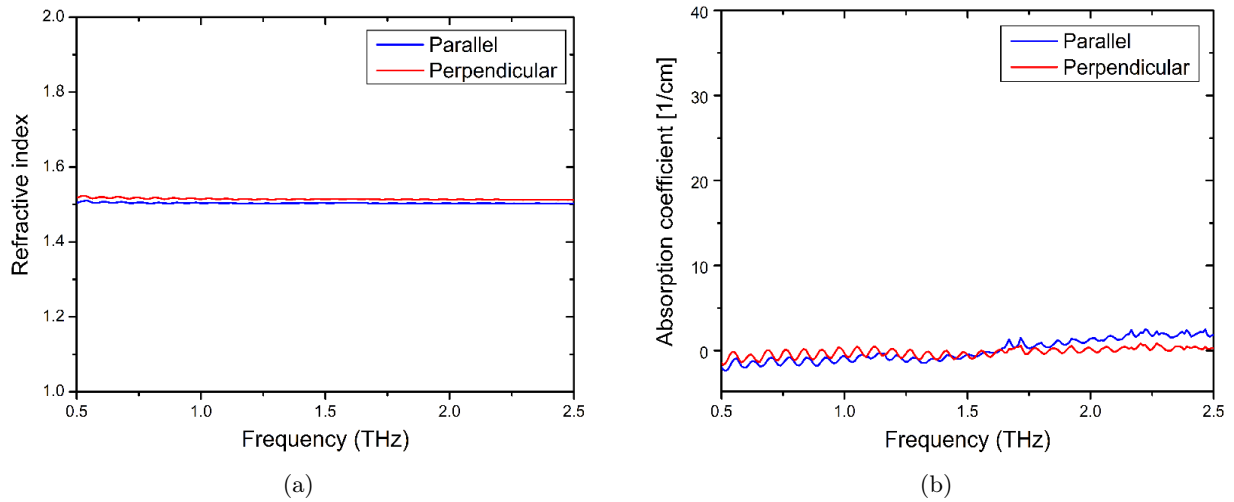 2.0
1.8
1.6
1.4
1.2
1.0
0.5
1.0
1.5
2.0
2.5
Refractive index
Frequency (THz)
Parallel
Perpendicular
(a)
40
30
20
10
0
0.5
1.0
1.5
2.0
2.5
Absorption coefficient [1/cm]
Frequency (THz)
Parallel
Perpendicular
(b)